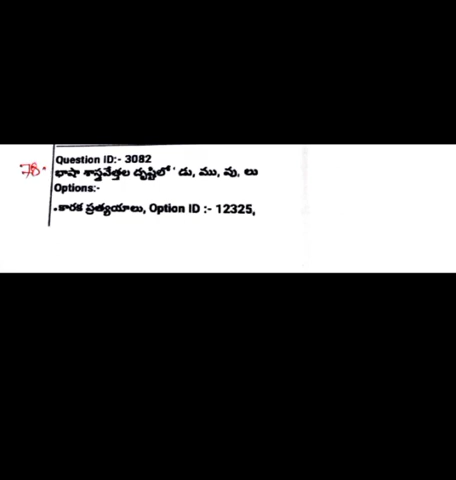 78.
Question ID:- 3082
భాషా శాస్త్రవేత్తల దృష్టిలో ' డు, ము, వు, లు
Options:-
కారక ప్రత్యయాలు, Option ID :- 12325,